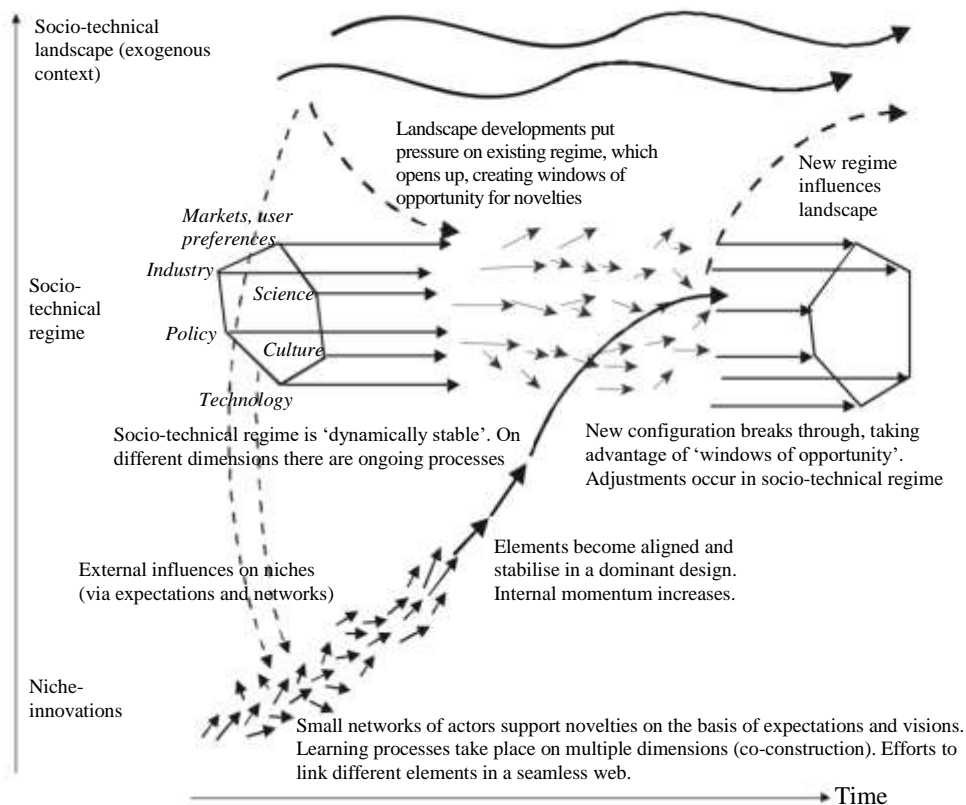 Socio-technical
landscape (exogenous
context)
Landscape developments put
pressure on existing regime, which
opens up, creating windows of
opportunity for novelties
New regime
influences
landscape
Markets, user
preferences
Industry
Science
Policy
Culture
Technology
Socio-
technical
regime
Socio-technical regime is ‘dynamically stable’. On
different dimensions there are ongoing processes
New configuration breaks through, taking
advantage of ‘windows of opportunity’.
Adjustments occur in socio-technical regime
External influences on niches
(via expectations and networks)
Elements become aligned and
stabilise in a dominant design.
Internal momentum increases.
Niche-
innovations
Small networks of actors support novelties on the basis of expectations and visions.
Learning processes take place on multiple dimensions (co-construction). Efforts to
link different elements in a seamless web.
Time